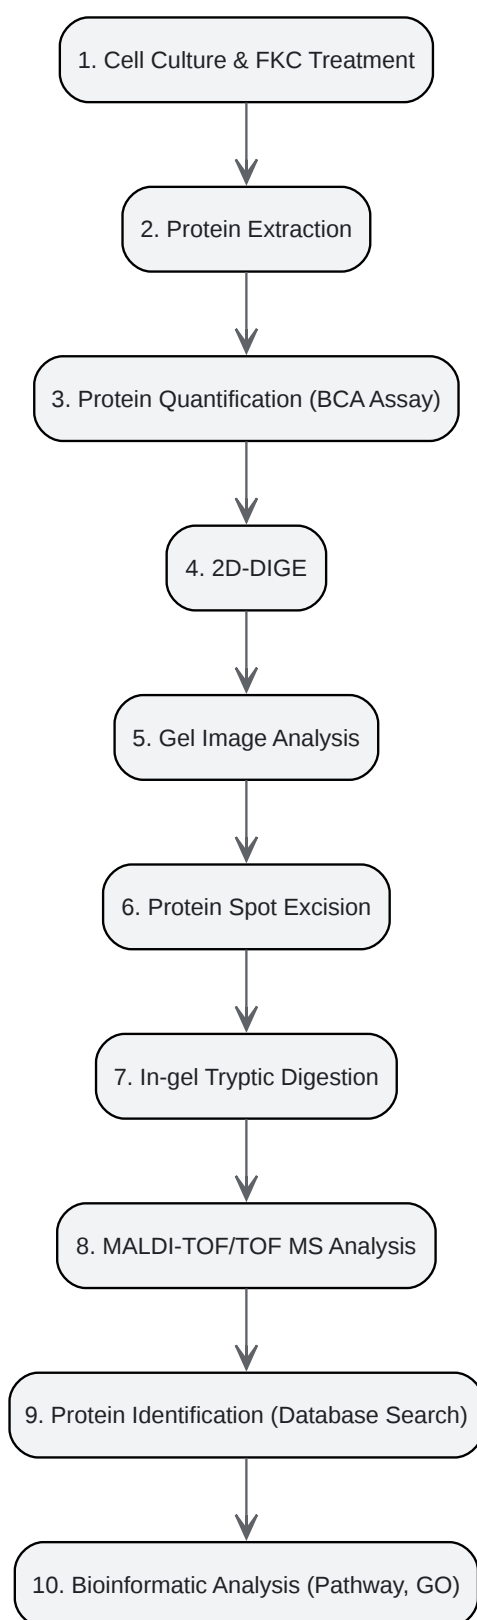 1. Cell Culture & FKC Treatment
2. Protein Extraction
3. Protein Quantification (BCA Assay)
4. 2D-DIGE
5. Gel Image Analysis
6. Protein Spot Excision
7. In-gel Tryptic Digestion
8. MALDI-TOF/TOF MS Analysis
9. Protein Identification (Database Search)
10. Bioinformatic Analysis (Pathway, GO)